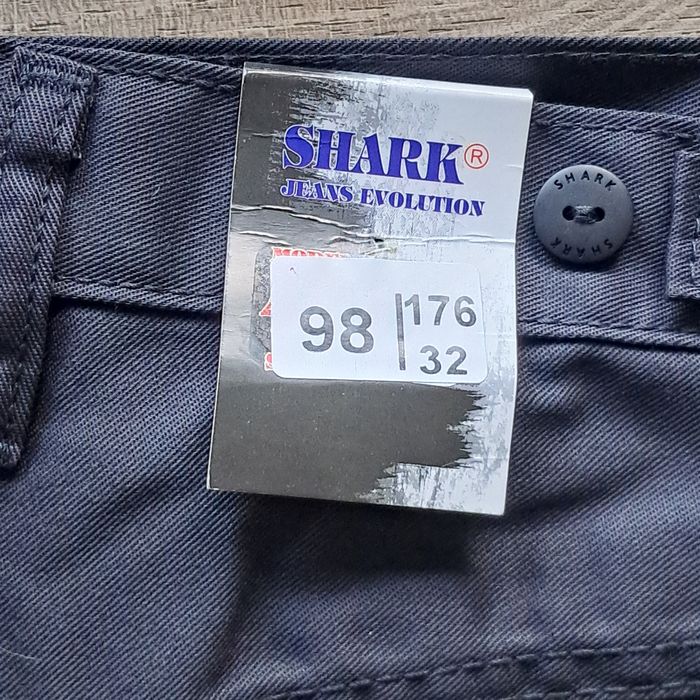 SHARK®
JEANS EVOLUTION
98 | 176
32
SHARK
SHARK